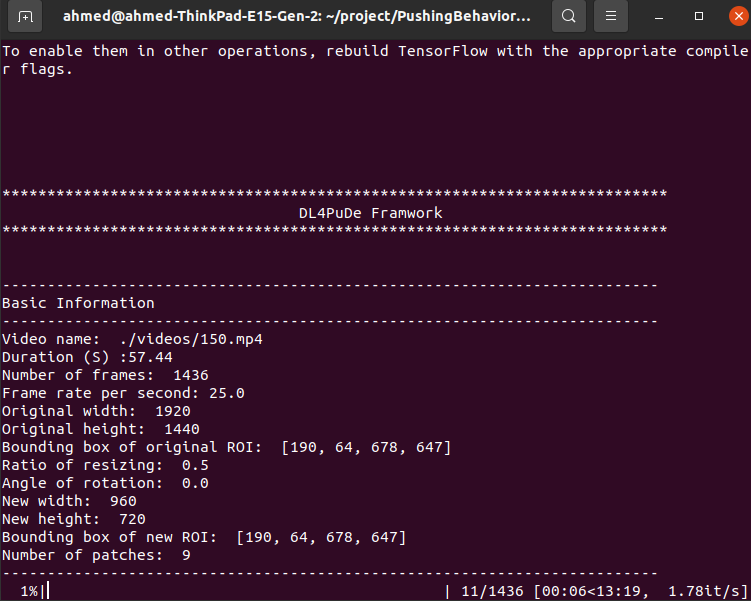 ahmed@ahmed-ThinkPad-E15-Gen-2: ~/project/PushingBehavior...
To enable them in other operations, rebuild TensorFlow with the appropriate compile
r flags.
**************************************************************************
DL4PuDe Framwork
**************************************************************************
-------------------------------------------------------------------------
Basic Information
-------------------------------------------------------------------------
Video name:  ./videos/150.mp4
Duration (S) :57.44
Number of frames:  1436
Frame rate per second: 25.0
Original width:  1920
Original height:  1440
Bounding box of original ROI:  [190, 64, 678, 647]
Ratio of resizing:  0.5
Angle of rotation:  0.0
New width:  960
New height:  720
Bounding box of new ROI:  [190, 64, 678, 647]
Number of patches:  9
-------------------------------------------------------------------------
1%| | 11/1436 [00:06<13:19,  1.78it/s]